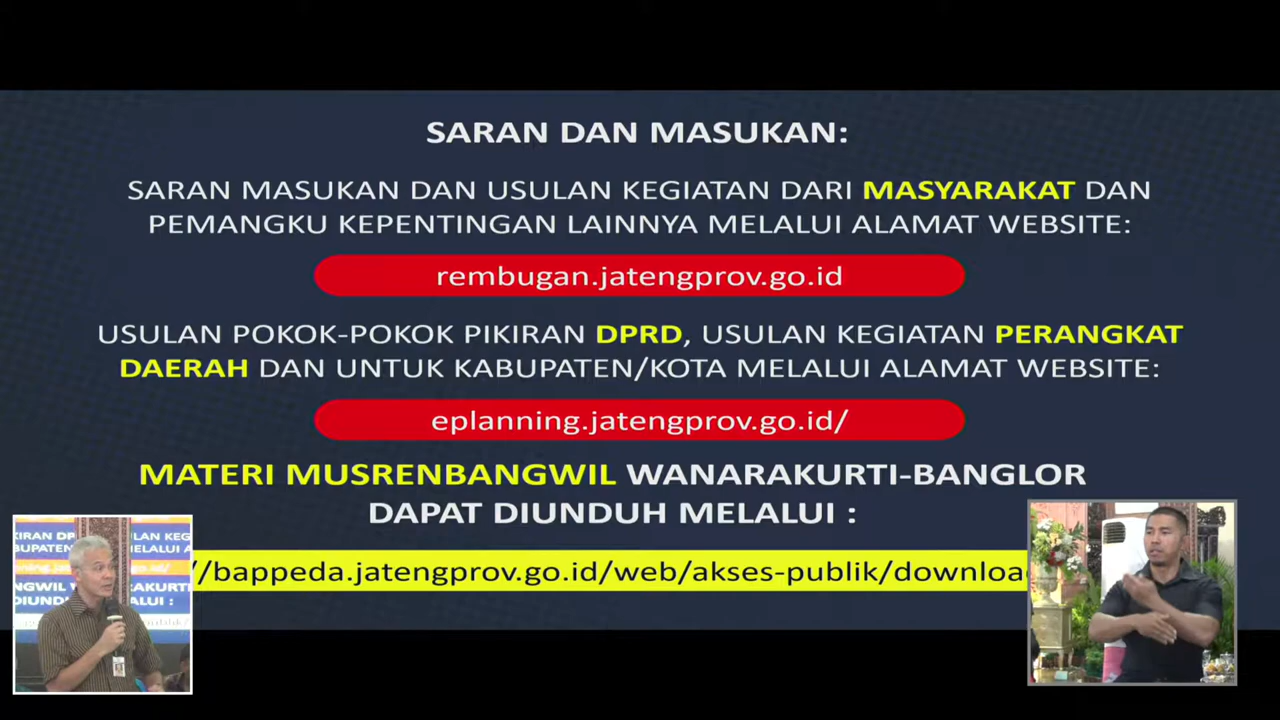 SARAN DAN MASUKAN:
SARAN MASUKAN DAN USULAN KEGIATAN DARI MASYARAKAT DAN
PEMANGKU KEPENTINGAN LAINNYA MELALUI ALAMAT WEBSITE:
rembugan.jatengprov.go.id
USULAN POKOK-POKOK PIKIRAN DPRD, USULAN KEGIATAN PERANGKAT
DAERAH DAN UNTUK KABUPATEN/KOTA MELALUI ALAMAT WEBSITE:
eplanning.jatengprov.go.id/
MATERI MUSRENBANGWIL WANARAKURTI-BANGLOR
DAPAT DIUNDUH MELALUI :
//bappeda.jatengprov.go.id/web/akses-publik/downloa